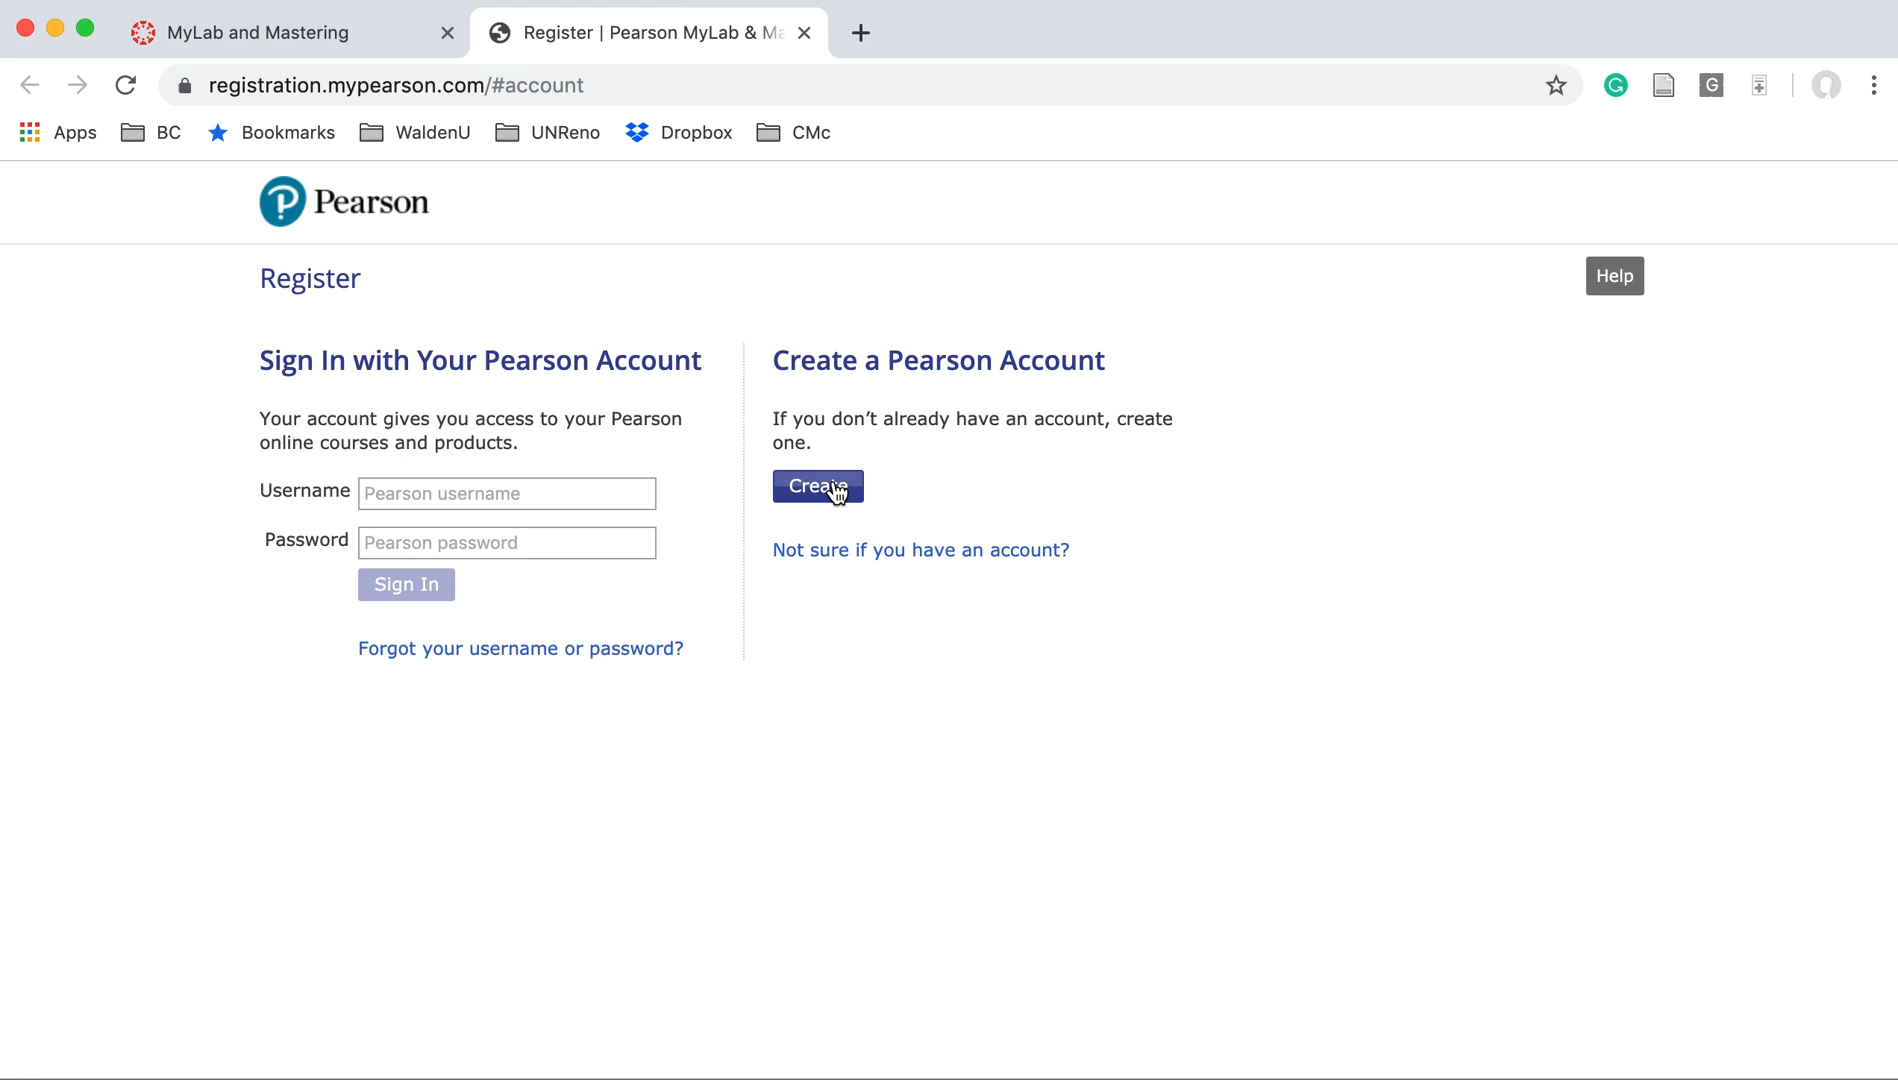 MyLab and Mastering
Register | Pearson MyLab & Ma
registration.mypearson.com/#account
Apps BC Bookmarks WaldenU UNReno Dropbox CMc
Pearson
Register
Help
Sign In with Your Pearson Account
Your account gives you access to your Pearson
online courses and products.
Username Pearson username
Password Pearson password
Sign In
Forgot your username or password?
Create a Pearson Account
If you don’t already have an account, create
one.
Create
Not sure if you have an account?